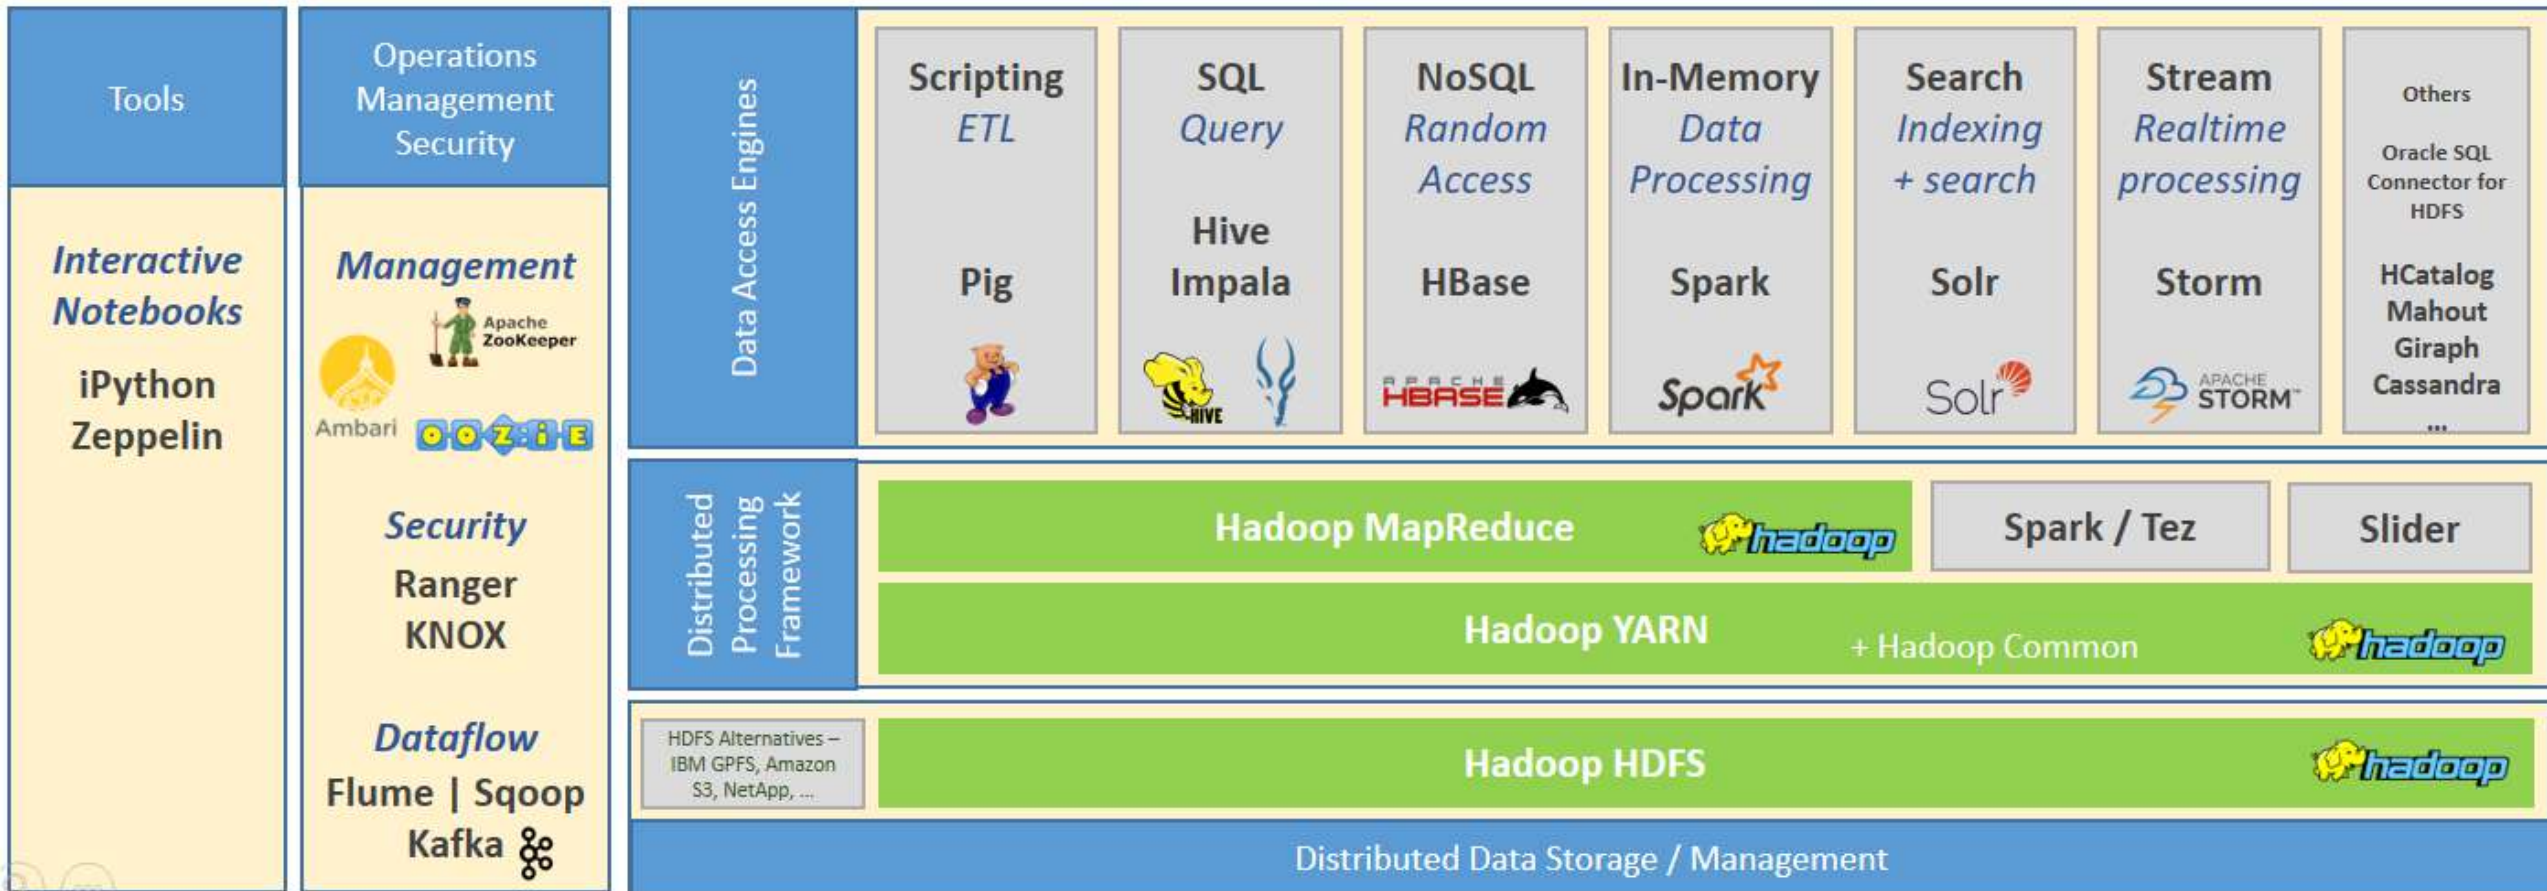 Tools
Interactive
Notebooks
iPython
Zeppelin
Operations
Management
Security
Management
Apache
ZooKeeper
Ambari
OOZIE
Security
Ranger
KNOX
Dataflow
Flume | Sqoop
Kafka
Data Access Engines
Scripting
ETL
Pig
SQL
Query
Hive
Impala
HIVE
NoSQL
Random
Access
HBase
APACHE
HBASE
In-Memory
Data
Processing
Spark
Spark
Search
Indexing
+ search
Solr
Solr
Stream
Realtime
processing
Storm
APACHE
STORM™
Others
Oracle SQL
Connector for
HDFS
HCatalog
Mahout
Giraph
Cassandra
...
Distributed
Processing
Framework
Hadoop MapReduce
hadoop
Spark / Tez
Slider
Hadoop YARN
+ Hadoop Common
hadoop
HDFS Alternatives –
IBM GPFS, Amazon
S3, NetApp, ...
Hadoop HDFS
hadoop
Distributed Data Storage / Management